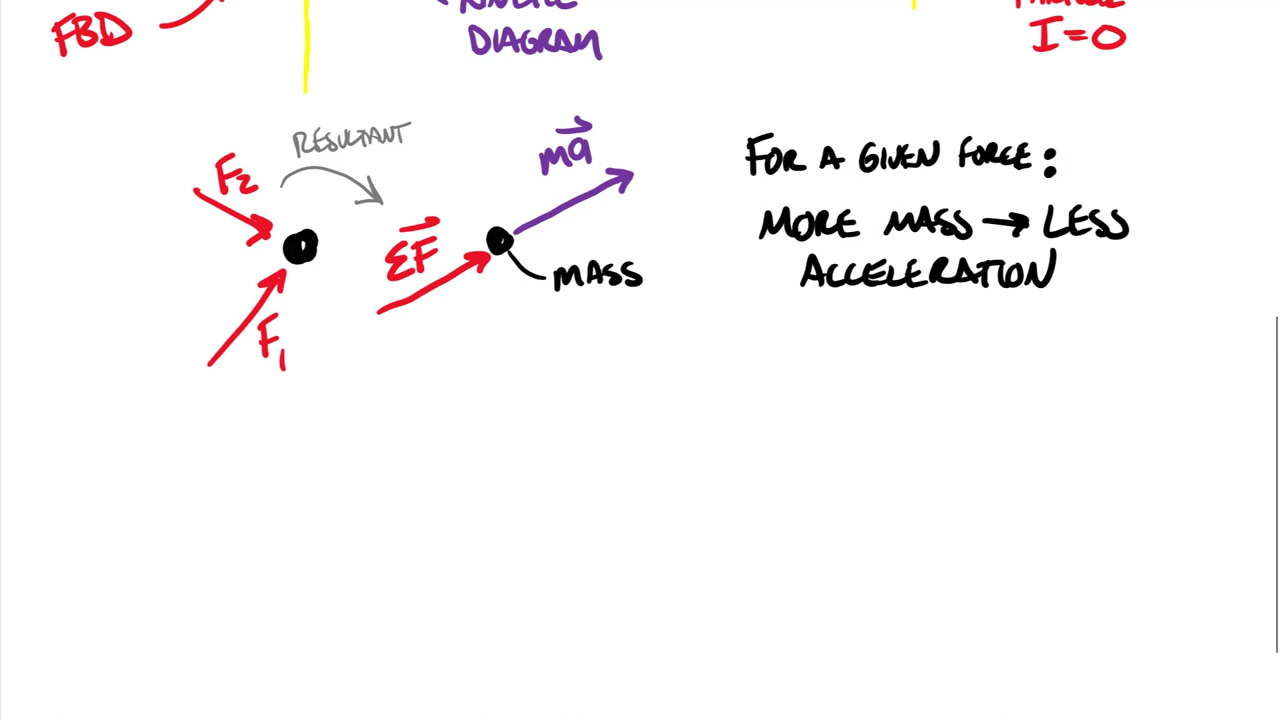 FBD
DIAGRAM
I=0
RESULTANT
F₂
ma⃗
ΣF⃗
MASS
F₁
FOR A GIVEN FORCE:
MORE MASS → LESS
ACCELERATION